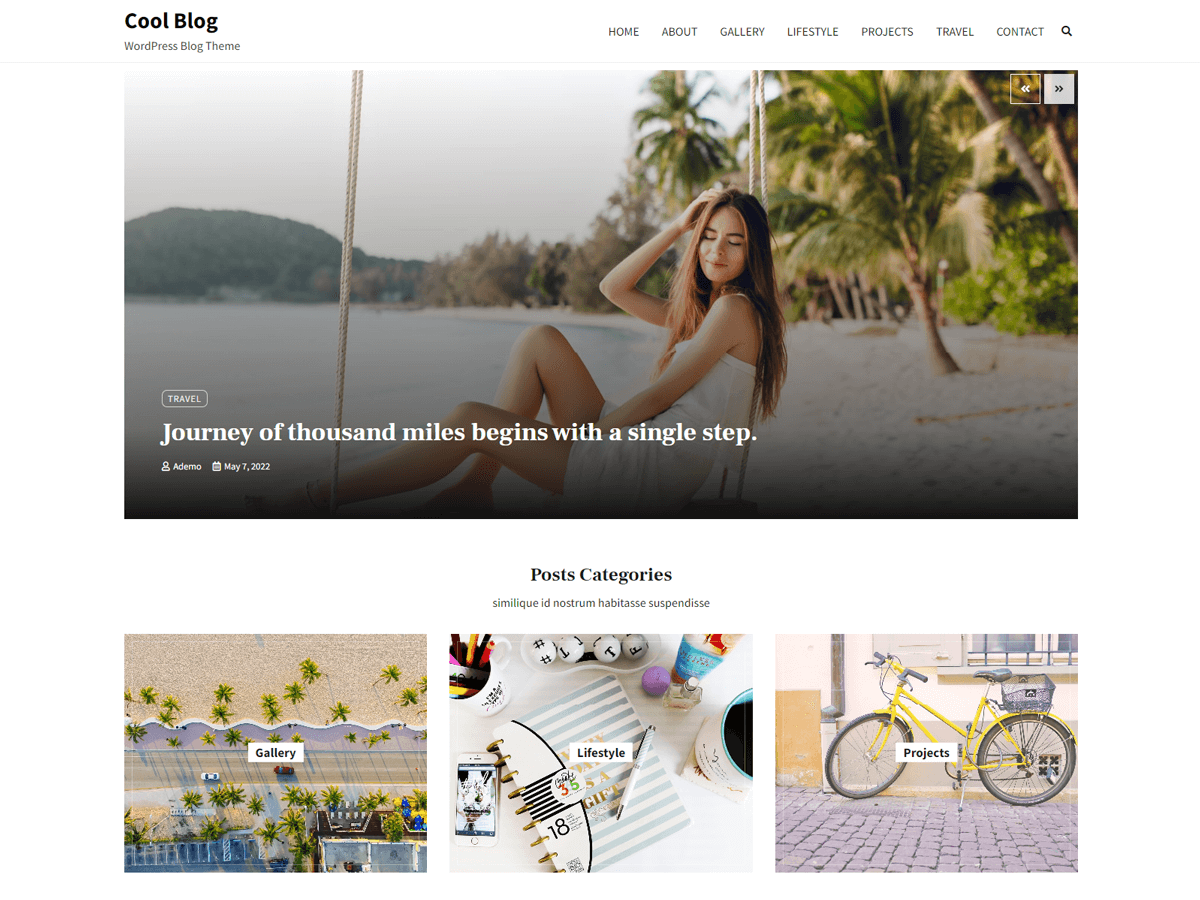 Cool Blog
WordPress Blog Theme
HOME ABOUT GALLERY LIFESTYLE PROJECTS TRAVEL CONTACT
TRAVEL
Journey of thousand miles begins with a single step.
Ademo May 7, 2022
Posts Categories
similique id nostrum habitasse suspendisse
Gallery
Lifestyle
Projects
18